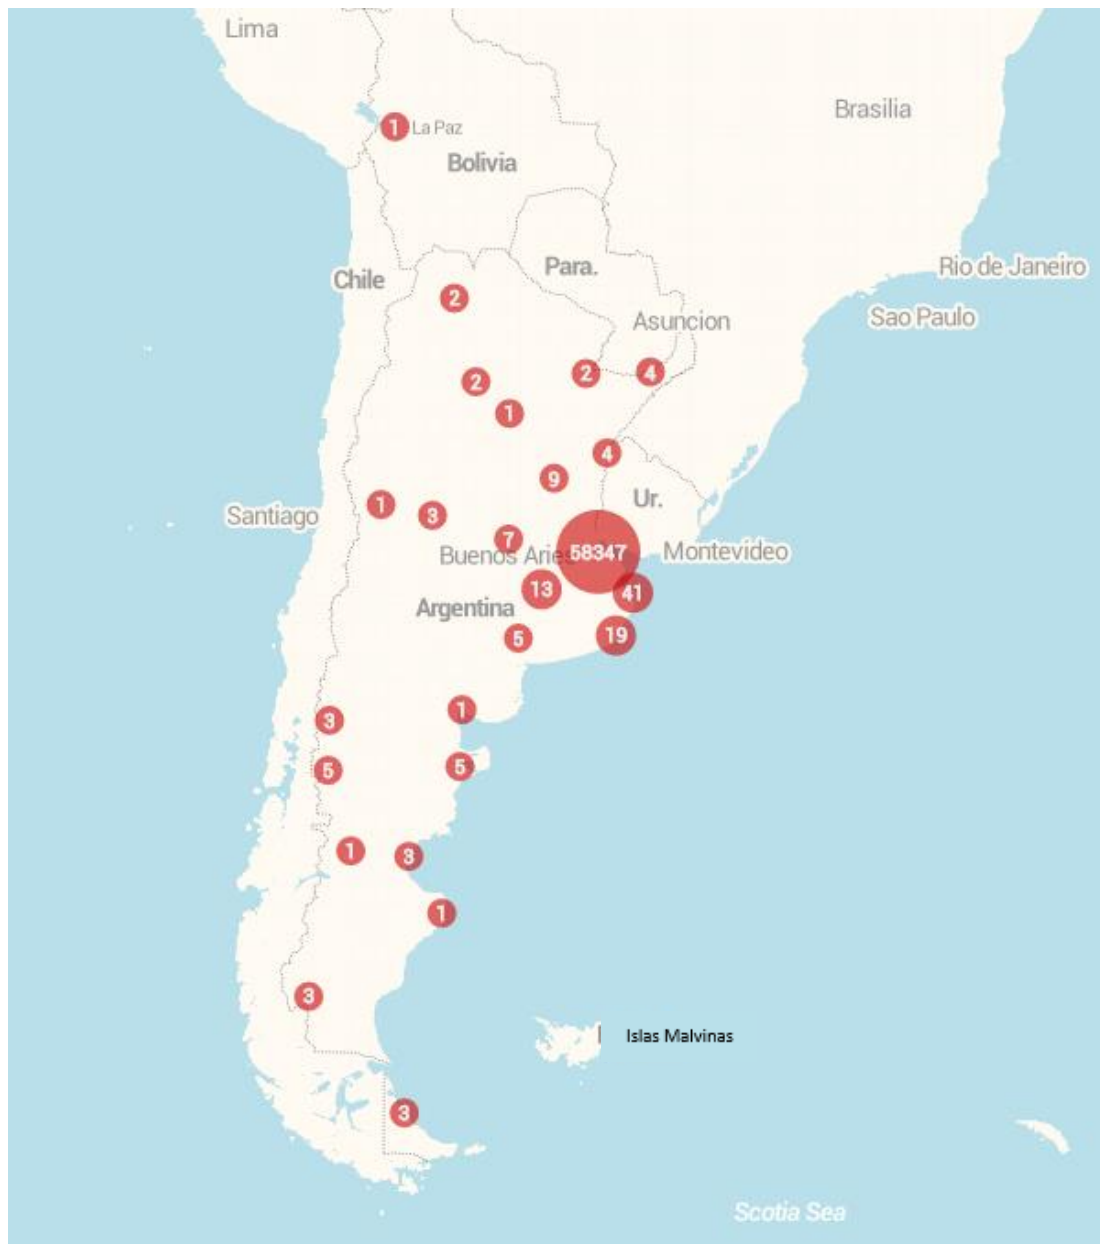 Lima
Brasilia
1 La Paz
Bolivia
Rio de Janeiro
Para.
Chile
2
Sao Paulo
Asuncion
2
4
2
1
4
9
Ur.
1
3
Santiago
7
58347
Buenos Aries
Montevideo
13
41
Argentina
19
5
1
3
5
5
1
3
1
3
Islas Malvinas
3
Scotia Sea